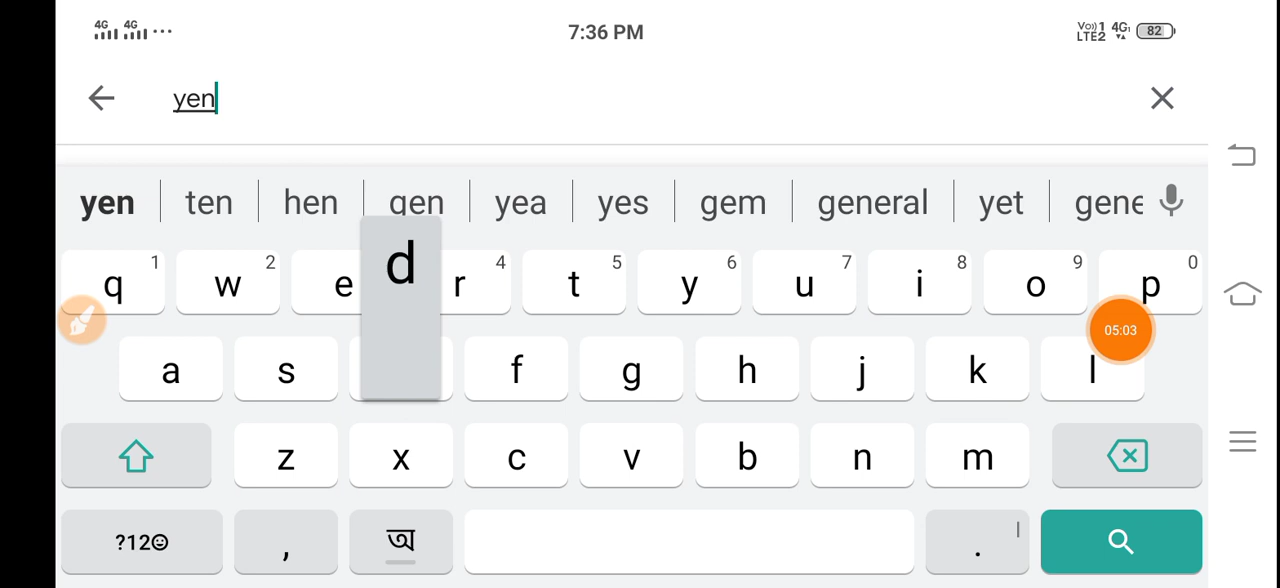 4G 4G ... 7:36 PM Vo)) 1 LTE2 4G 82
yen
yen ten hen gen yea yes gem general yet gene
q 1 w 2 e d r 4 t 5 y 6 u 7 i 8 o 9 p 0
05:03
a s f g h j k l
z x c v b n m
?12☺ , অ .